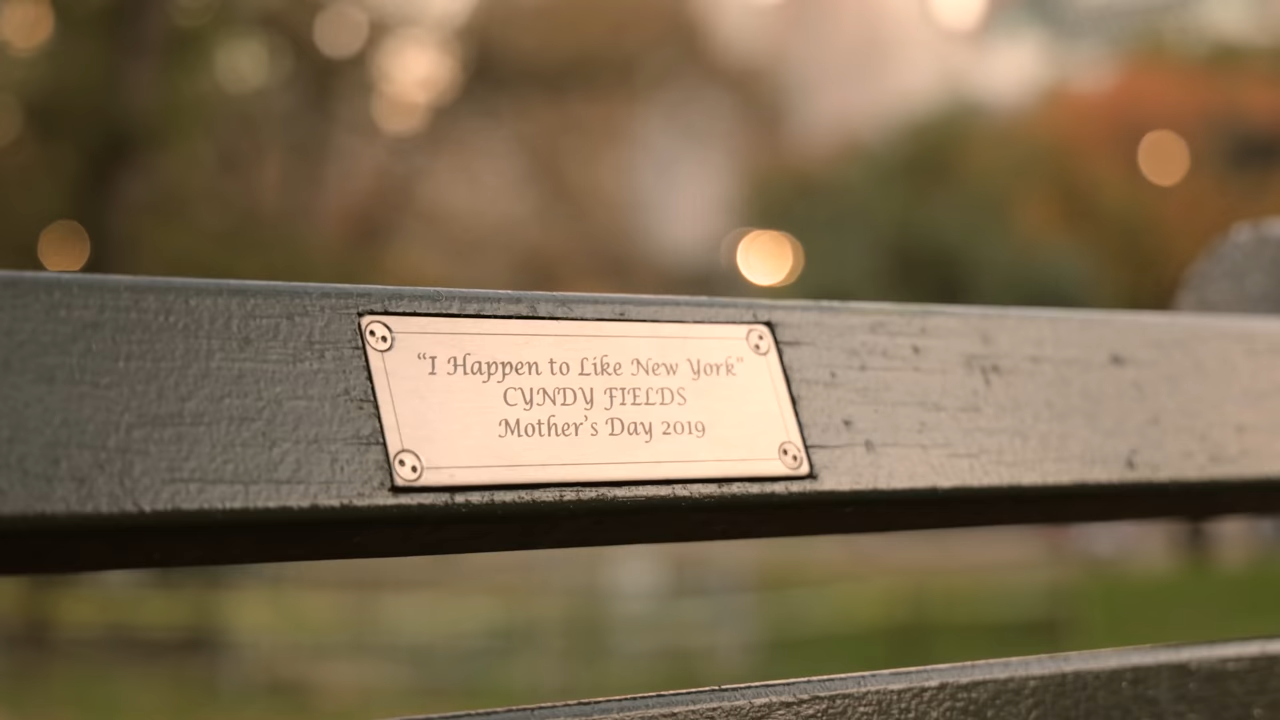 “I Happen to Like New York”
CYNDY FIELDS
Mother’s Day 2019